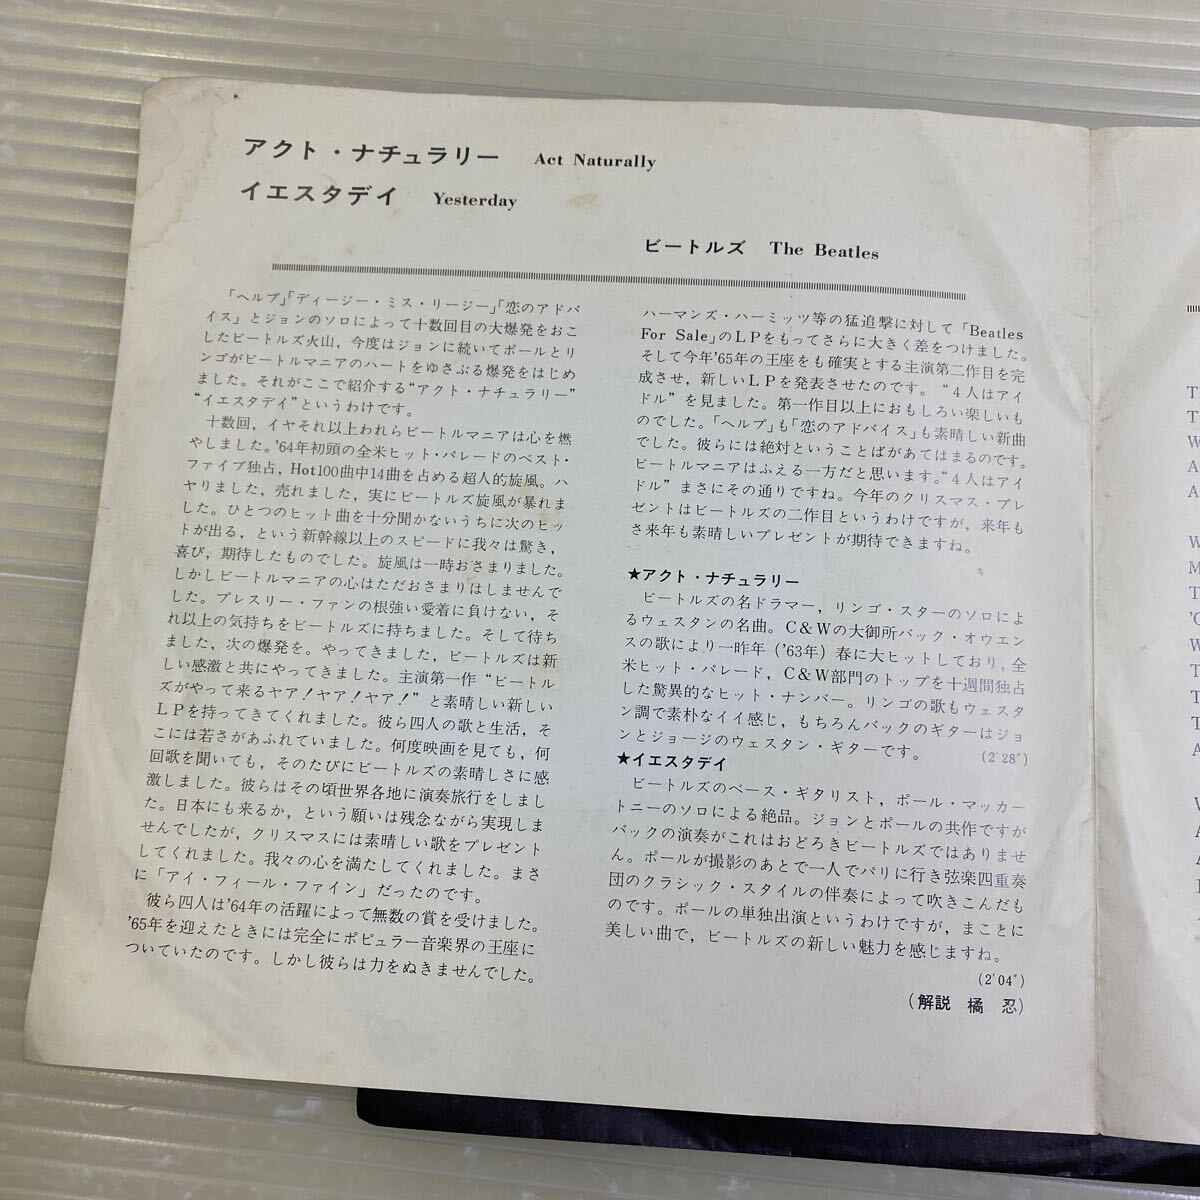 アクト・ナチュラリー Act Naturally
イエスタデイ Yesterday
ビートルズ The Beatles
「ヘルプ」「ディージー・ミス・リージー」「恋のアドバ
イス」とジョンのソロによって十数回目の大爆発をおこ
したビートルズ火山，今度はジョンに続いてポールとリ
ンゴがビートルマニアのハートをゆさぶる爆発をはじめ
ました。それがここで紹介する“アクト・ナチュラリー”
“イエスタデイ”というわけです。
十数回，イヤそれ以上われらビートルマニアは心を燃
やしました。'64年初頭の全米ヒット・パレードのベスト・
ファイブ独占，Hot100曲中14曲を占める超人的旋風。ハ
ヤリました，売れました，実にビートルズ旋風が暴れま
した。ひとつのヒット曲を十分聞かないうちに次のヒッ
トが出る，という新幹線以上のスピードに我々は驚き，
喜び，期待したものでした。旋風は一時おさまりました。
しかしビートルマニアの心はただおさまりはしませんで
した。プレスリー・ファンの根強い愛着に負けない，そ
れ以上の気持ちをビートルズに持ちました。そして待ち
ました，次の爆発を。やってきました，ビートルズは新
しい感激と共にやってきました。主演第一作“ビートル
ズがやって来るヤア！ヤア！ヤア！”と素晴しい新しい
LPを持ってきてくれました。彼ら四人の歌と生活，そ
こには若さがあふれていました。何度映画を見ても，何
回歌を聞いても，そのたびにビートルズの素晴しさに感
激しました。彼らはその頃世界各地に演奏旅行をしまし
た。日本にも来るか，という願いは残念ながら実現しま
せんでしたが，クリスマスには素晴しい歌をプレゼント
してくれました。我々の心を満たしてくれました。まさ
に「アイ・フィール・ファイン」だったのです。
彼ら四人は'64年の活躍によって無数の賞を受けました。
'65年を迎えたときには完全にポピュラー音楽界の王座に
ついていたのです。しかし彼らは力をぬきませんでした。
ハーマンズ・ハーミッツ等の猛追撃に対して「Beatles
For Sale」のLPをもってさらに大きく差をつけました。
そして今年'65年の王座をも確実とする主演第二作目を完
成させ，新しいLPを発表させたのです。“4人はアイ
ドル”を見ました。第一作目以上におもしろい楽しいも
のでした。「ヘルプ」も「恋のアドバイス」も素晴しい新曲
でした。彼らには絶対ということばがあてはまるのです。
ビートルマニアはふえる一方だと思います。“4人はアイ
ドル”まさにその通りですね。今年のクリスマス・プレ
ゼントはビートルズの二作目というわけですが，来年も
さ来年も素晴しいプレゼントが期待できますね。
★アクト・ナチュラリー
ビートルズの名ドラマー，リンゴ・スターのソロによ
るウェスタンの名曲。C&Wの大御所バック・オウエン
スの歌により一昨年（'63年）春に大ヒットしており，全
米ヒット・パレード，C&W部門のトップを十週間独占
した驚異的なヒット・ナンバー。リンゴの歌もウェスタ
ン調で素朴なイイ感じ，もちろんバックのギターはジョ
ンとジョージのウェスタン・ギターです。 (2'28")
★イエスタデイ
ビートルズのベース・ギタリスト，ポール・マッカー
トニーのソロによる絶品。ジョンとポールの共作ですが
バックの演奏がこれはおどろきビートルズではありませ
ん。ポールが撮影のあとで一人でパリに行き弦楽四重奏
団のクラシック・スタイルの伴奏によって吹きこんだも
のです。ポールの単独出演というわけですが，まことに
美しい曲で，ビートルズの新しい魅力を感じますね。
(2'04")
（解説 橘 忍）